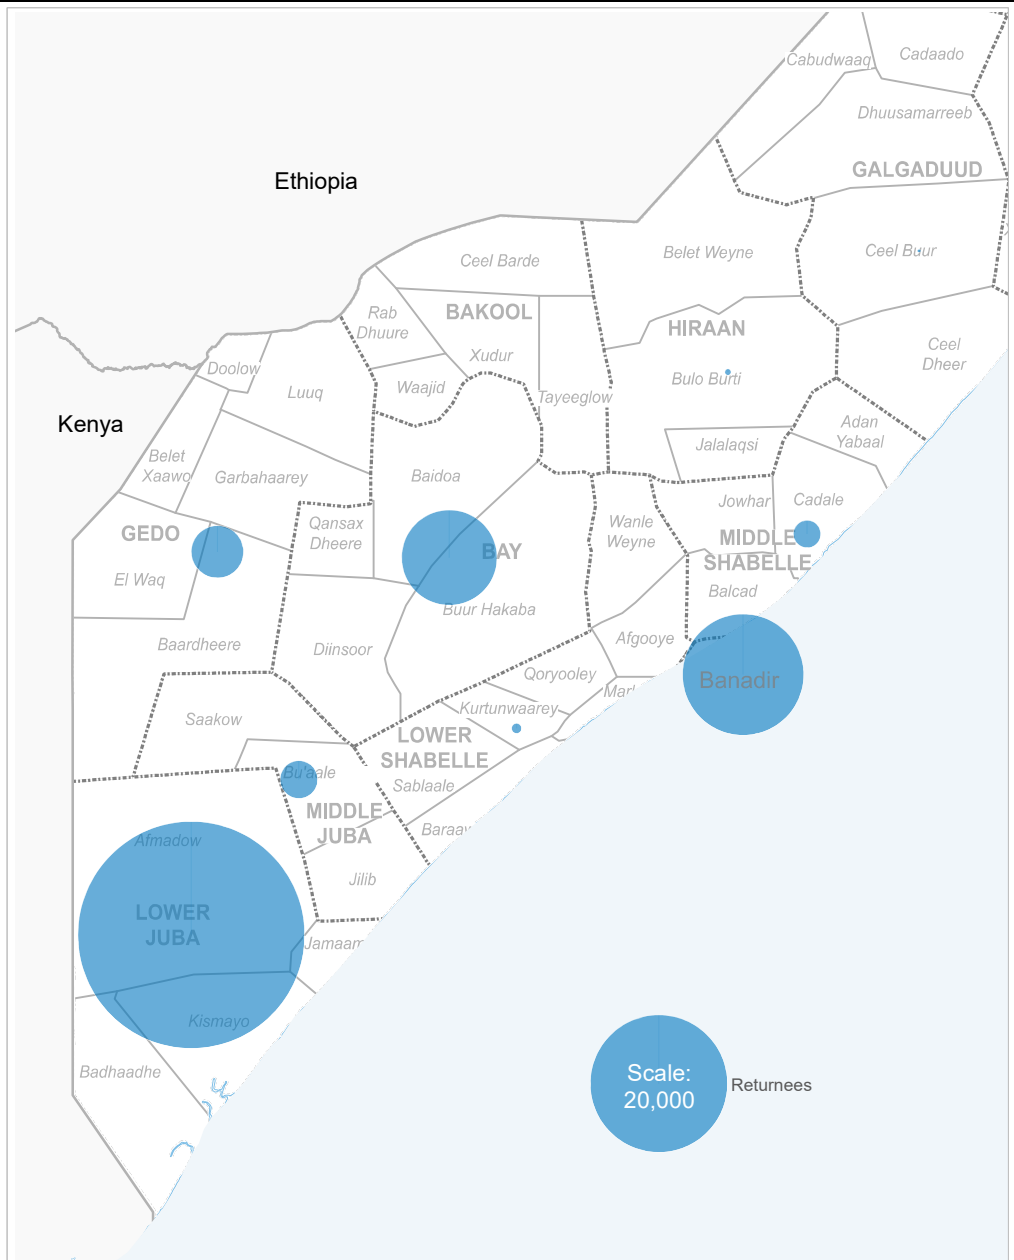 Cabudwaaq
Cadaado
Dhuusamarreeb
GALGADUUD
Ethiopia
Ceel Barde
Belet Weyne
Ceel Buur
Rab
Dhuure
BAKOOL
HIRAAN
Xudur
Ceel
Dheer
Doolow
Luuq
Waajid
Tayeeglow
Bulo Burti
Kenya
Adan
Yabaal
Belet
Xaawo
Garbahaarey
Baidoa
Jalalaqsi
GEDO
Qansax
Dheere
Wanle
Weyne
Jowhar
Cadale
MIDDLE
SHABELLE
BAY
El Waq
Buur Hakaba
Balcad
Baardheere
Diinsoor
Afgooye
Qoryooley
Mar
Banadir
Saakow
Kurtunwaarey
LOWER
SHABELLE
Bu'aale
Sablaale
MIDDLE
JUBA
Baraaw
Afmadow
Jilib
LOWER
JUBA
Jamaam
Kismayo
Badhaadhe
Scale:
20,000
Returnees